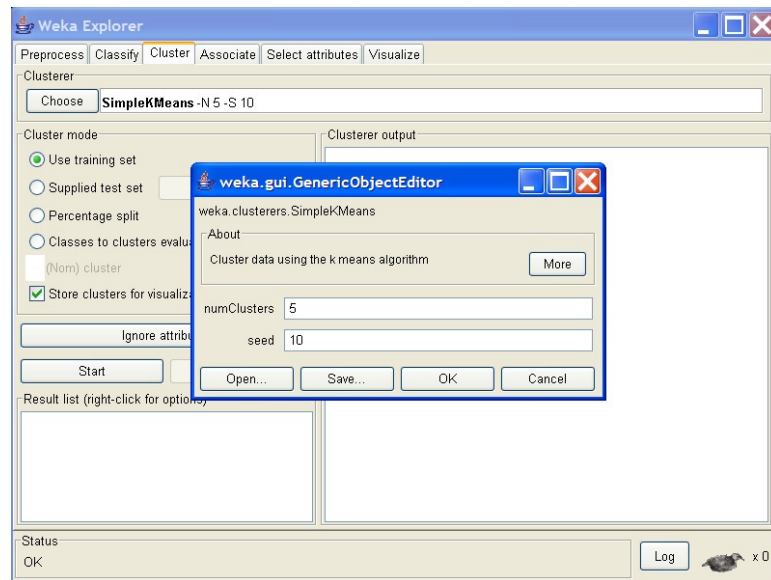 Weka Explorer
Preprocess Classify Cluster Associate Select attributes Visualize
Clusterer
Choose SimpleKMeans -N 5 -S 10
Cluster mode
Use training set
Supplied test set
Percentage split
Classes to clusters evalua
(Nom) cluster
Store clusters for visualiza
Ignore attribu
Start
Result list (right-click for options)
Clusterer output
weka.gui.GenericObjectEditor
weka.clusterers.SimpleKMeans
About
Cluster data using the k means algorithm
More
numClusters 5
seed 10
Open... Save... OK Cancel
Status
OK
Log x 0